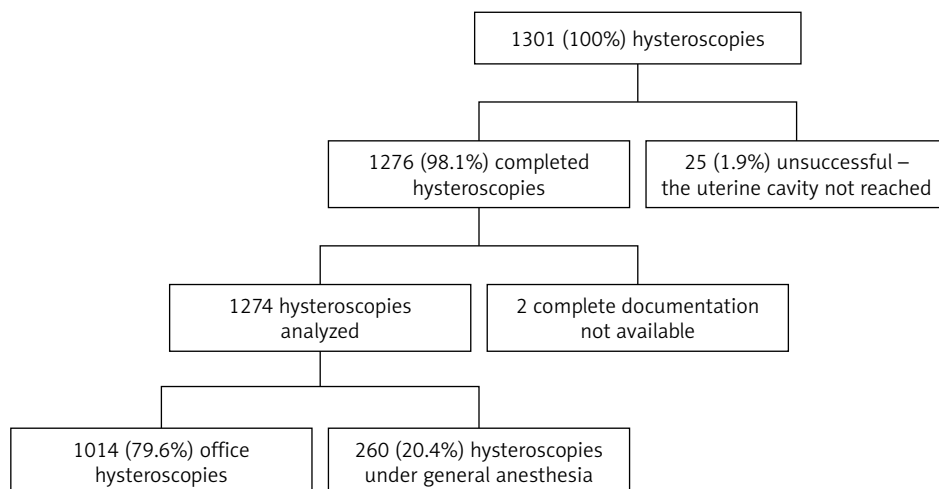 1301 (100%) hysteroscopies
1276 (98.1%) completed
hysteroscopies
25 (1.9%) unsuccessful –
the uterine cavity not reached
1274 hysteroscopies
analyzed
2 complete documentation
not available
1014 (79.6%) office
hysteroscopies
260 (20.4%) hysteroscopies
under general anesthesia